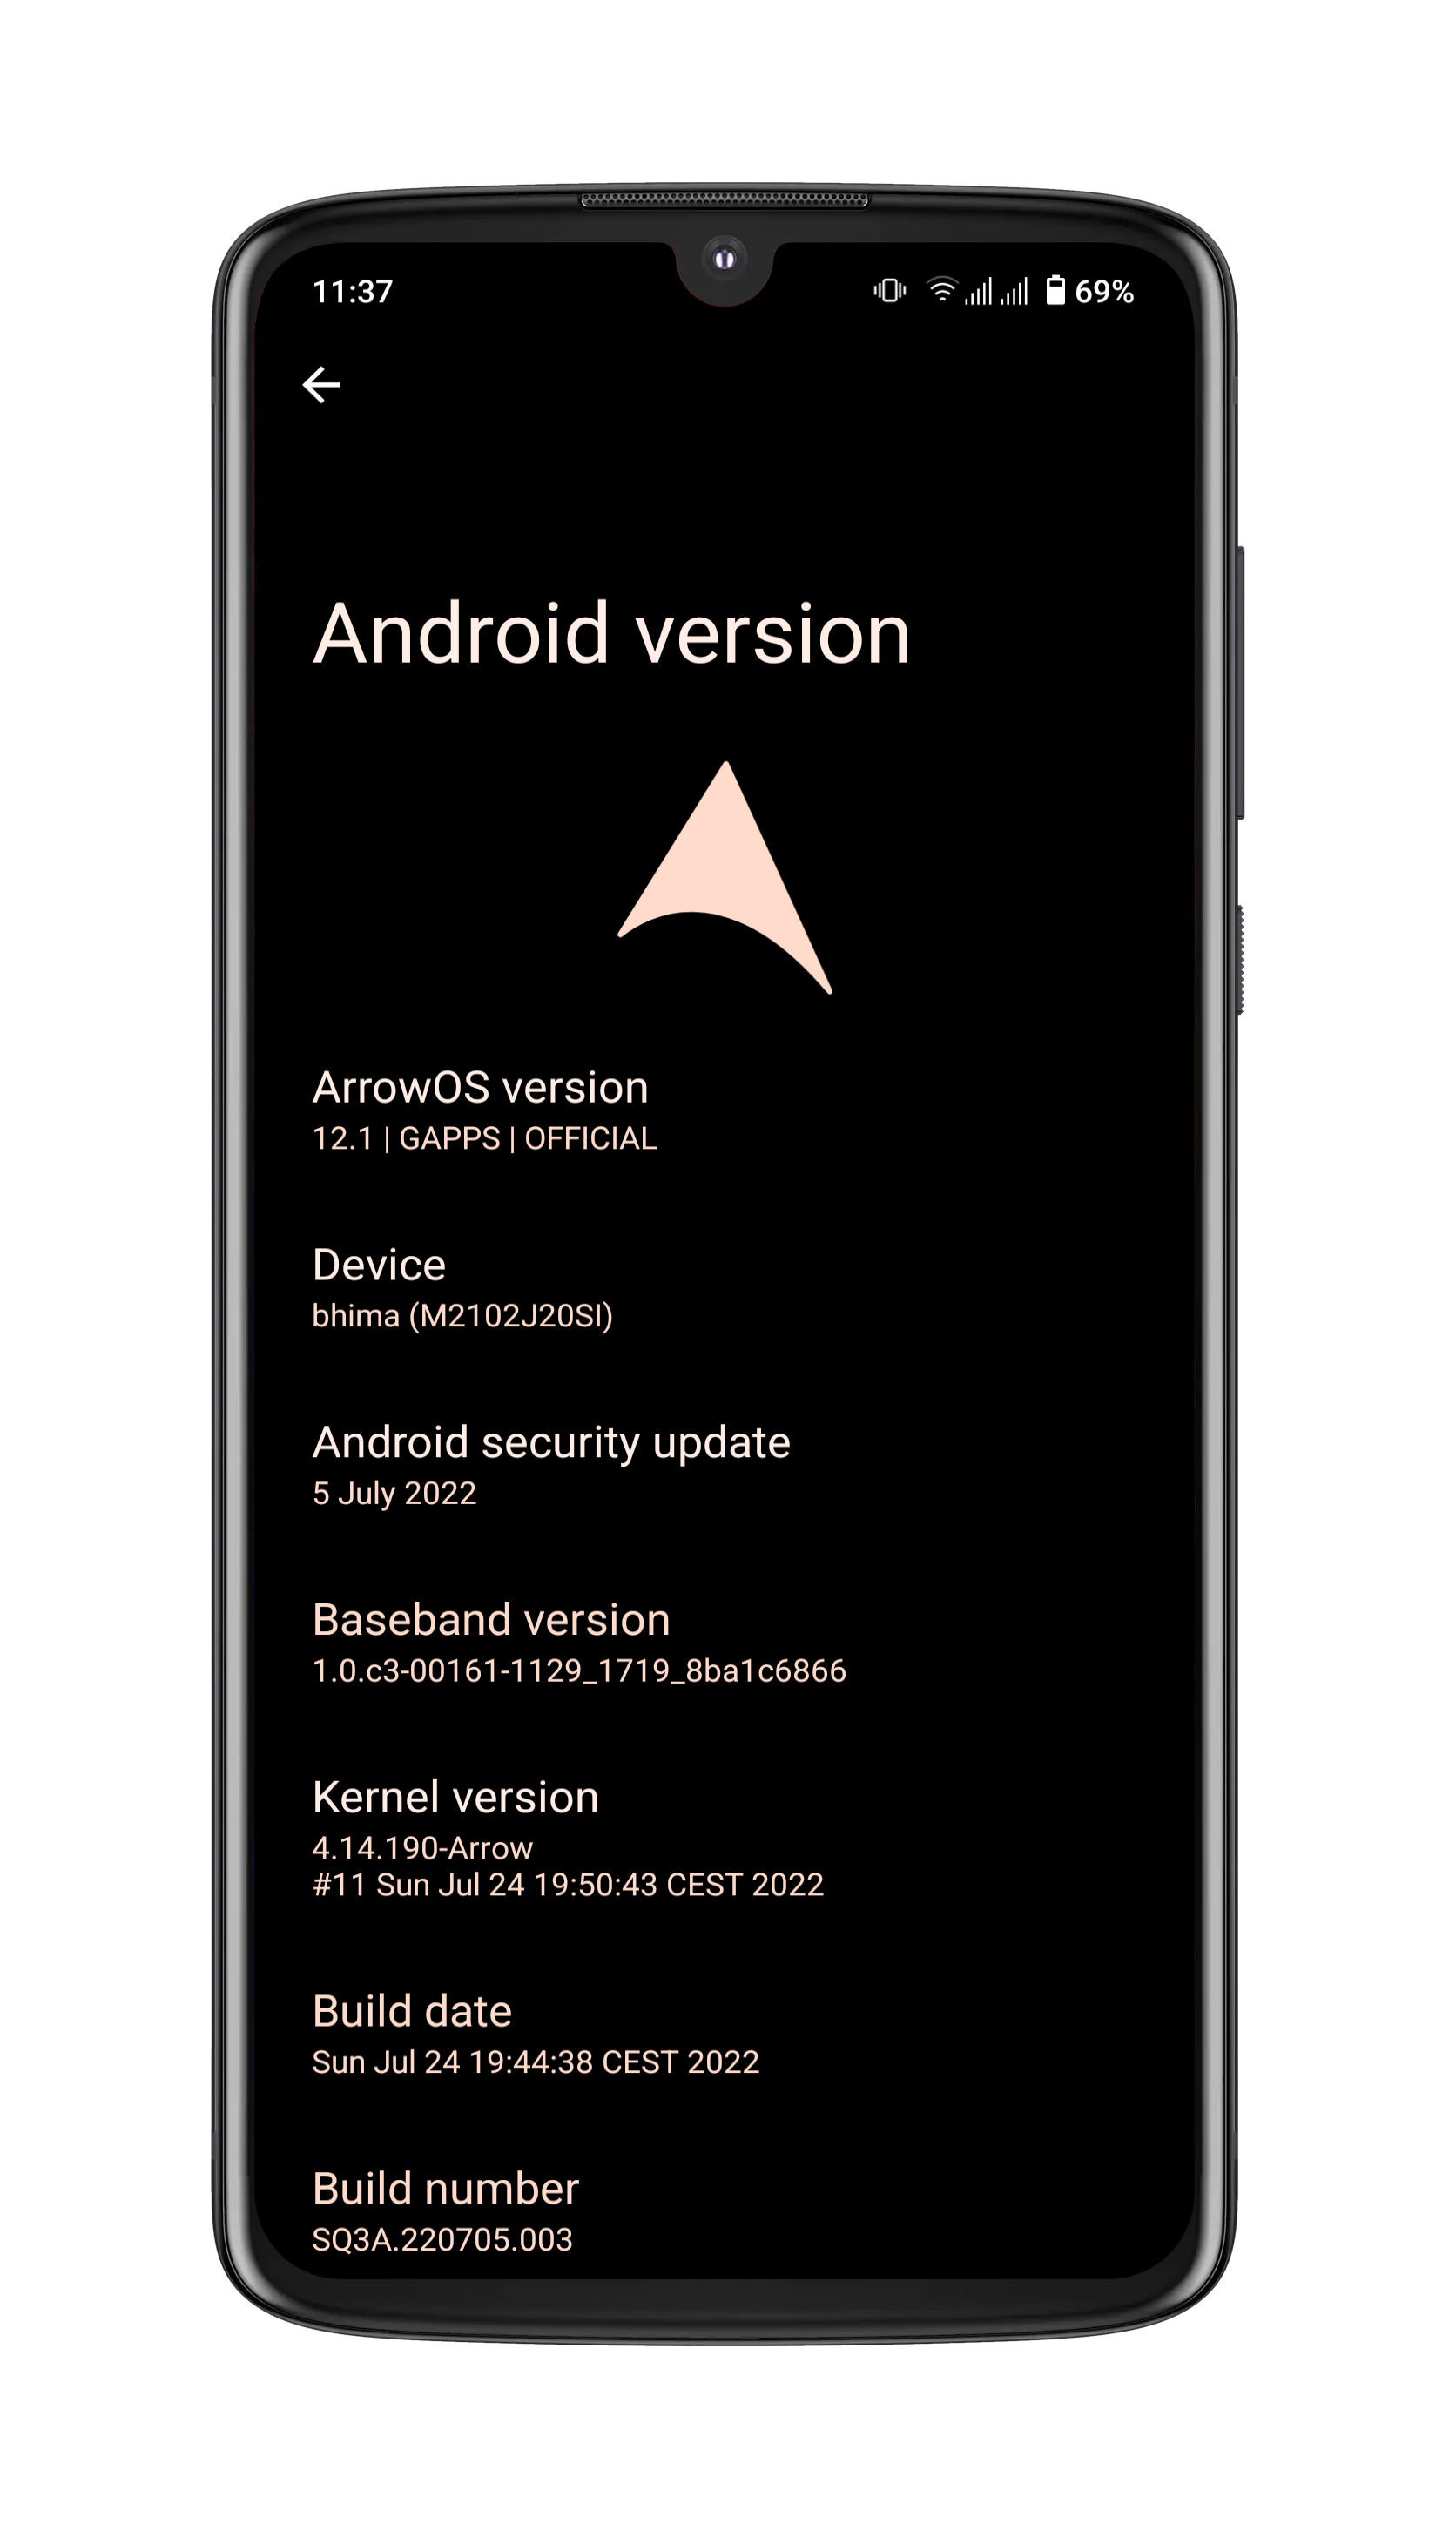 11:37 69%
Android version
ArrowOS version
12.1 | GAPPS | OFFICIAL
Device
bhima (M2102J20SI)
Android security update
5 July 2022
Baseband version
1.0.c3-00161-1129_1719_8ba1c6866
Kernel version
4.14.190-Arrow
#11 Sun Jul 24 19:50:43 CEST 2022
Build date
Sun Jul 24 19:44:38 CEST 2022
Build number
SQ3A.220705.003